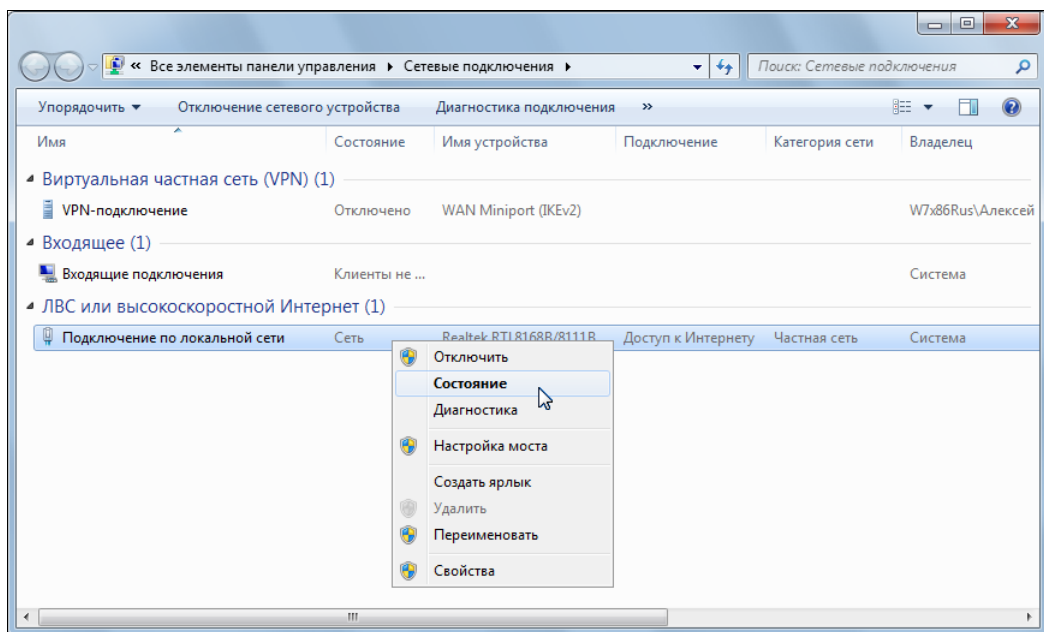 « Все элементы панели управления ▸ Сетевые подключения ▸ Поиск: Сетевые подключения
Упорядочить Отключение сетевого устройства Диагностика подключения »
Имя Состояние Имя устройства Подключение Категория сети Владелец
Виртуальная частная сеть (VPN) (1)
VPN-подключение Отключено WAN Miniport (IKEv2) W7x86Rus\Алексей
Входящее (1)
Входящие подключения Клиенты не ... Система
ЛВС или высокоскоростной Интернет (1)
Подключение по локальной сети Сеть Realtek RTL8168B/8111B Доступ к Интернету Частная сеть Система
Отключить
Состояние
Диагностика
Настройка моста
Создать ярлык
Удалить
Переименовать
Свойства